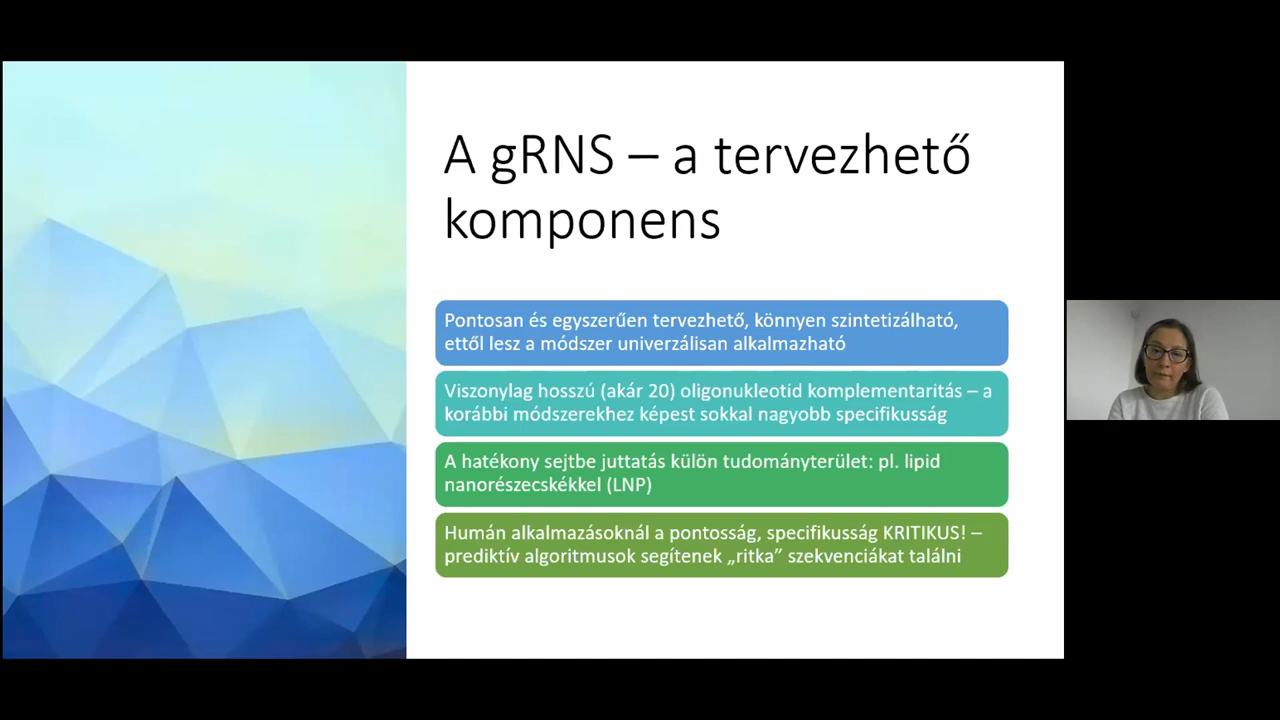 A gRNS – a tervezhető
komponens
Pontosan és egyszerűen tervezhető, könnyen szintetizálható,
ettől lesz a módszer univerzálisan alkalmazható
Viszonylag hosszú (akár 20) oligonukleotid komplementaritás – a
korábbi módszerekhez képest sokkal nagyobb specifikusság
A hatékony sejtbe juttatás külön tudományterület: pl. lipid
nanorészecskékkel (LNP)
Humán alkalmazásoknál a pontosság, specifikusság KRITIKUS! –
prediktív algoritmusok segítenek „ritka” szekvenciákat találni